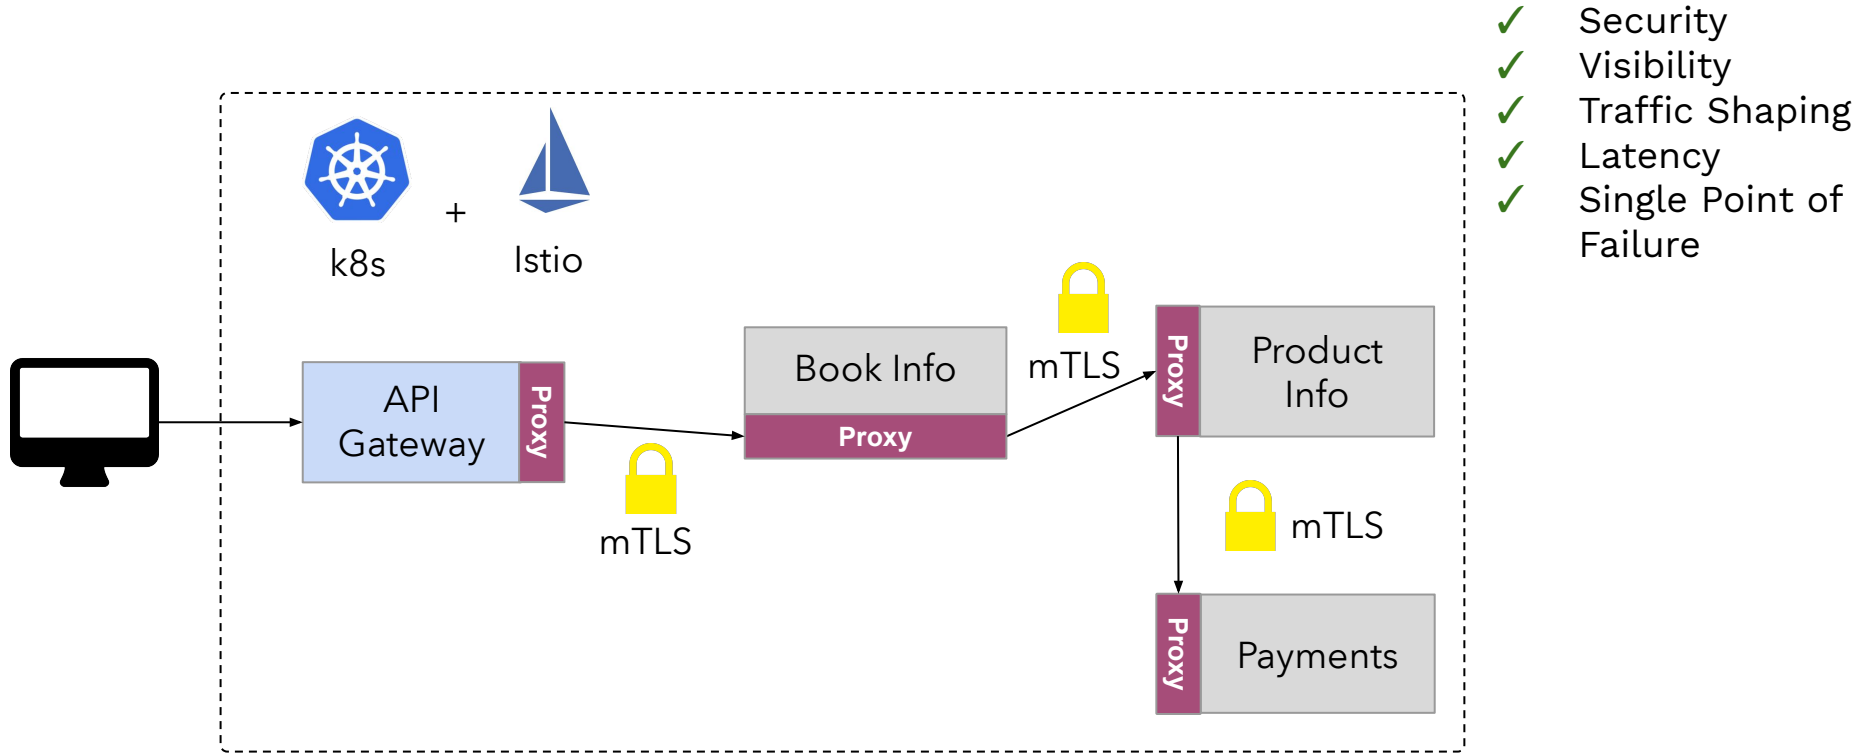 ✓ Security
✓ Visibility
✓ Traffic Shaping
✓ Latency
✓ Single Point of
Failure
+
k8s
Istio
API
Gateway
Proxy
mTLS
Book Info
Proxy
mTLS
Proxy
Product
Info
mTLS
Proxy
Payments